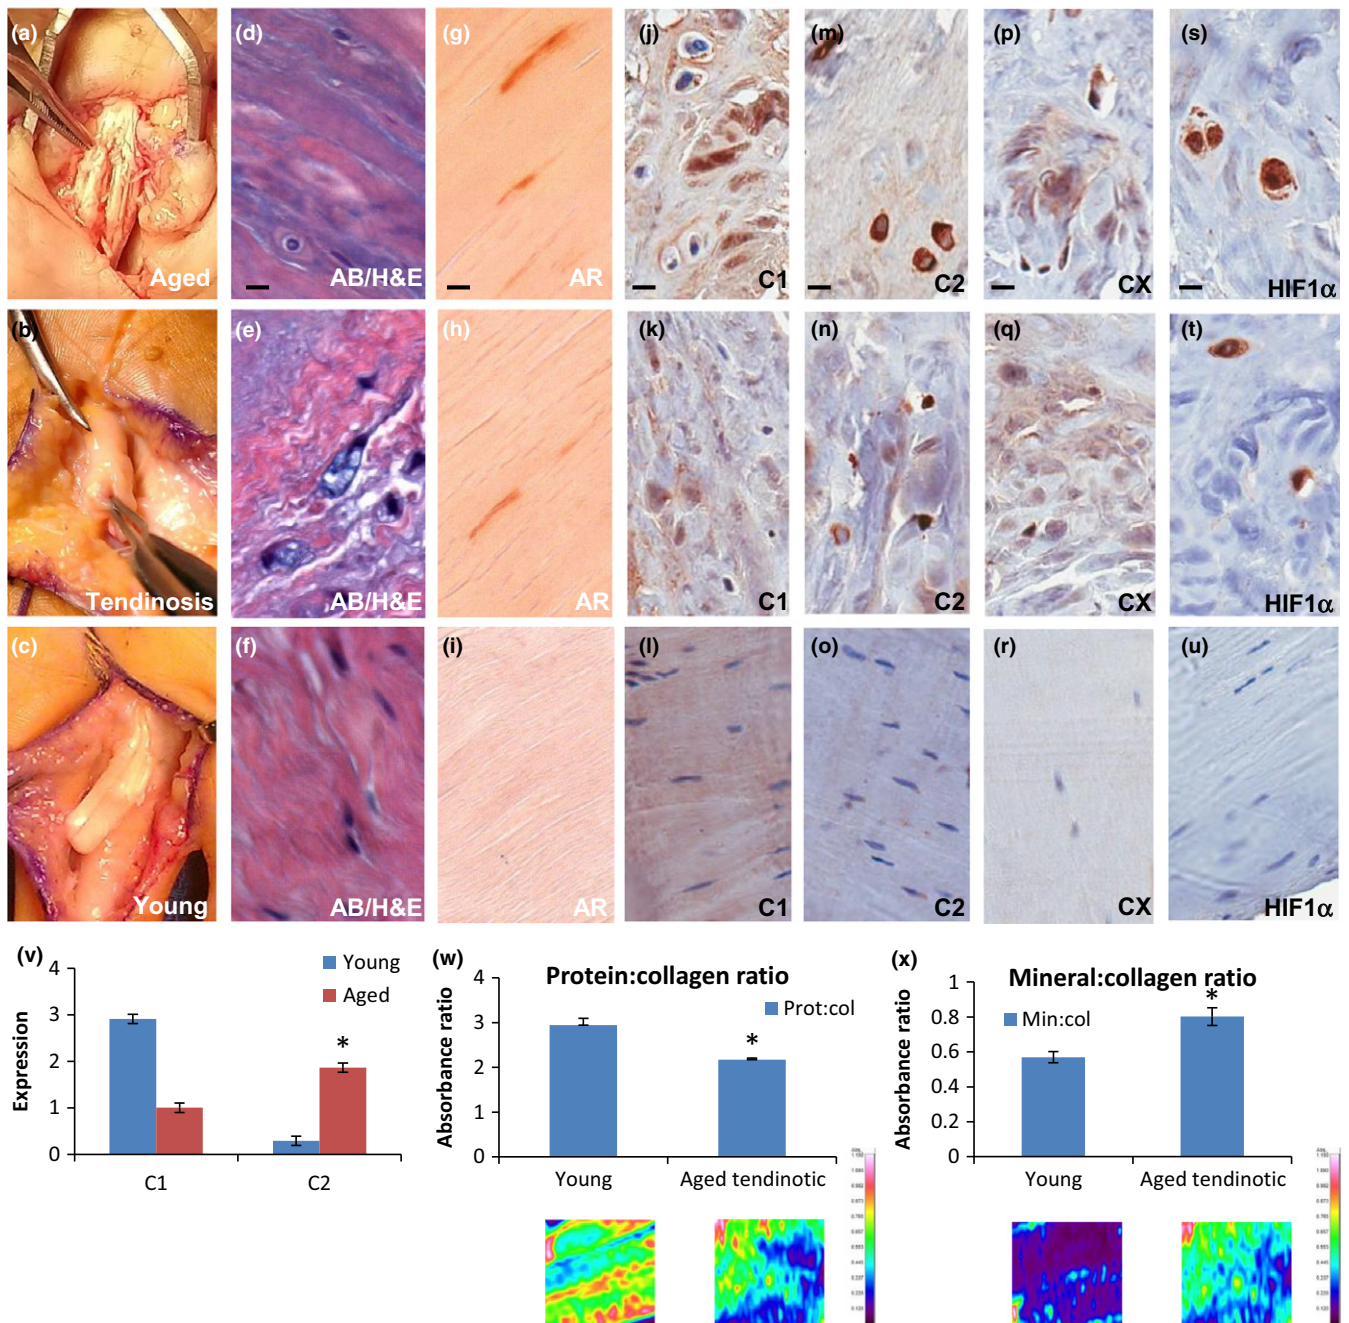 (a) (d) (g) (j) (m) (p) (s)
Aged AB/H&E AR C1 C2 CX HIF1α
(b) (e) (h) (k) (n) (q) (t)
Tendinosis AB/H&E AR C1 C2 CX HIF1α
(c) (f) (i) (l) (o) (r) (u)
Young AB/H&E AR C1 C2 CX HIF1α
(v)
Expression
4
3
2
1
0
Young
Aged
*
C1 C2
(w)
Protein:collagen ratio
Absorbance ratio
4
3
2
1
0
Prot:col
*
Young Aged tendinotic
(x)
Mineral:collagen ratio
Absorbance ratio
1
0.8
0.6
0.4
0.2
0
Min:col
*
Young Aged tendinotic